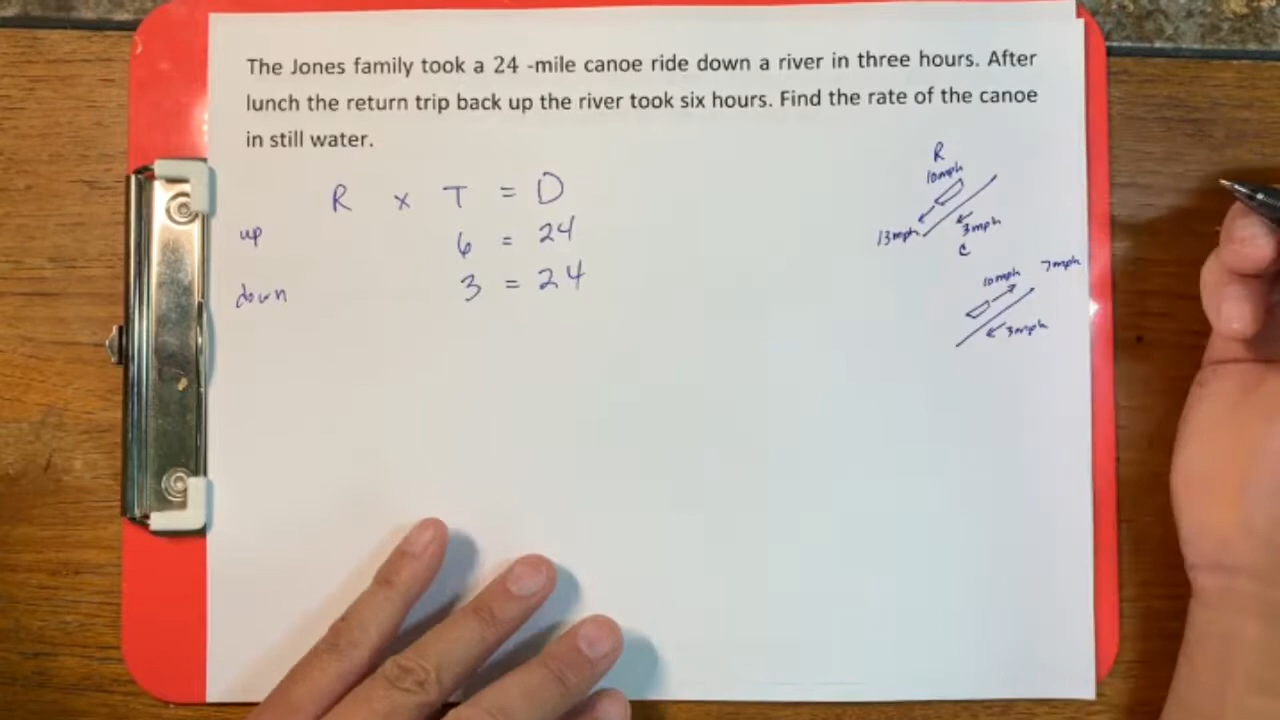 The Jones family took a 24 -mile canoe ride down a river in three hours. After
lunch the return trip back up the river took six hours. Find the rate of the canoe
in still water.
R x T = D
up 6 = 24
down 3 = 24
R
10mph
13mph
3mph
C
10mph 7mph
3mph